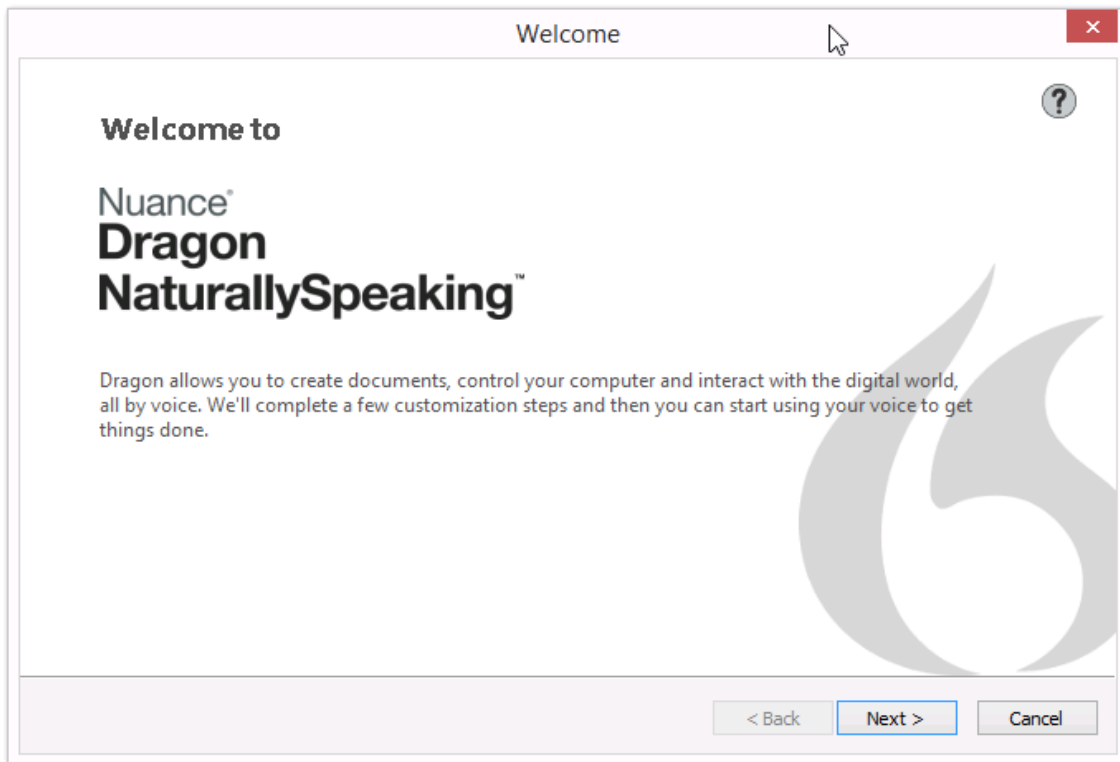 Welcome
×
?
Welcome to
Nuance®
Dragon
NaturallySpeaking™
Dragon allows you to create documents, control your computer and interact with the digital world,
all by voice. We'll complete a few customization steps and then you can start using your voice to get
things done.
< Back Next > Cancel